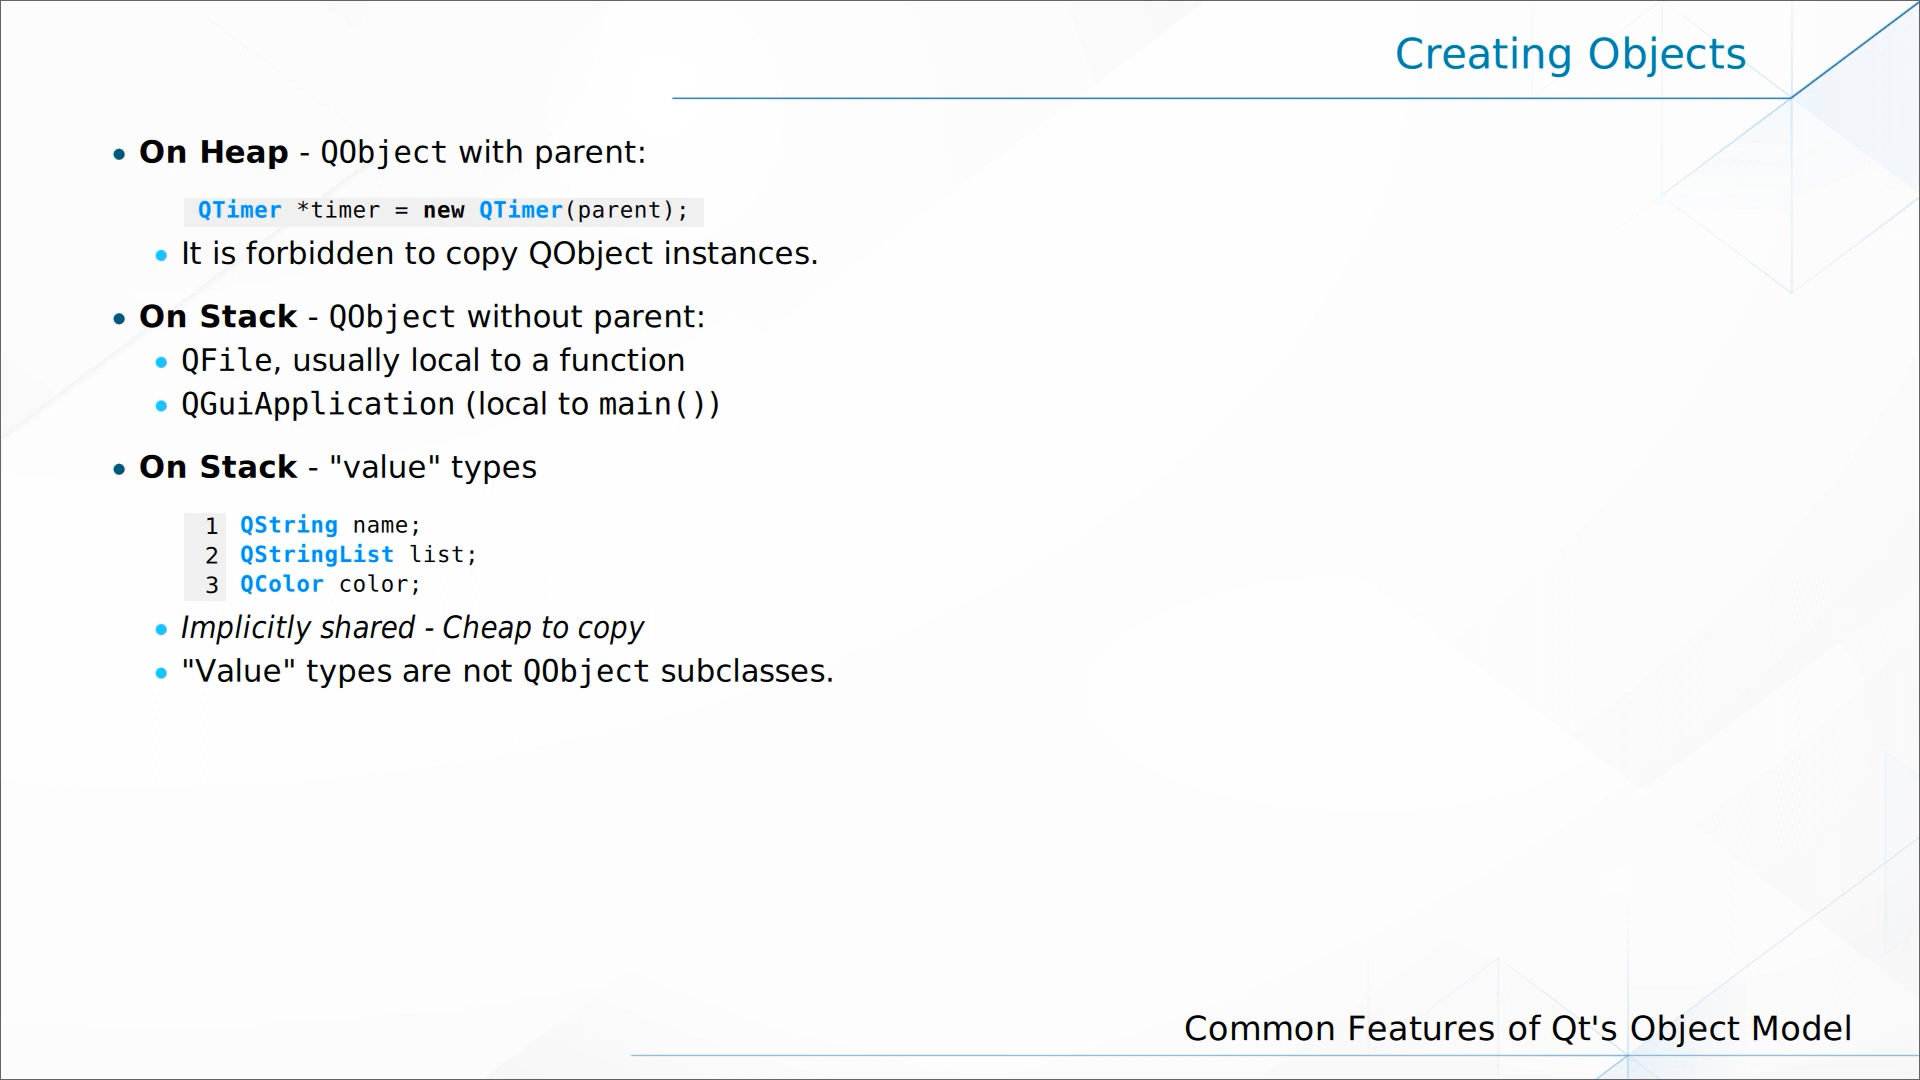 Creating Objects
• On Heap - QObject with parent:
QTimer *timer = new QTimer(parent);
• It is forbidden to copy QObject instances.
• On Stack - QObject without parent:
• QFile, usually local to a function
• QGuiApplication (local to main())
• On Stack - "value" types
1 QString name;
2 QStringList list;
3 QColor color;
• Implicitly shared - Cheap to copy
• "Value" types are not QObject subclasses.
Common Features of Qt's Object Model